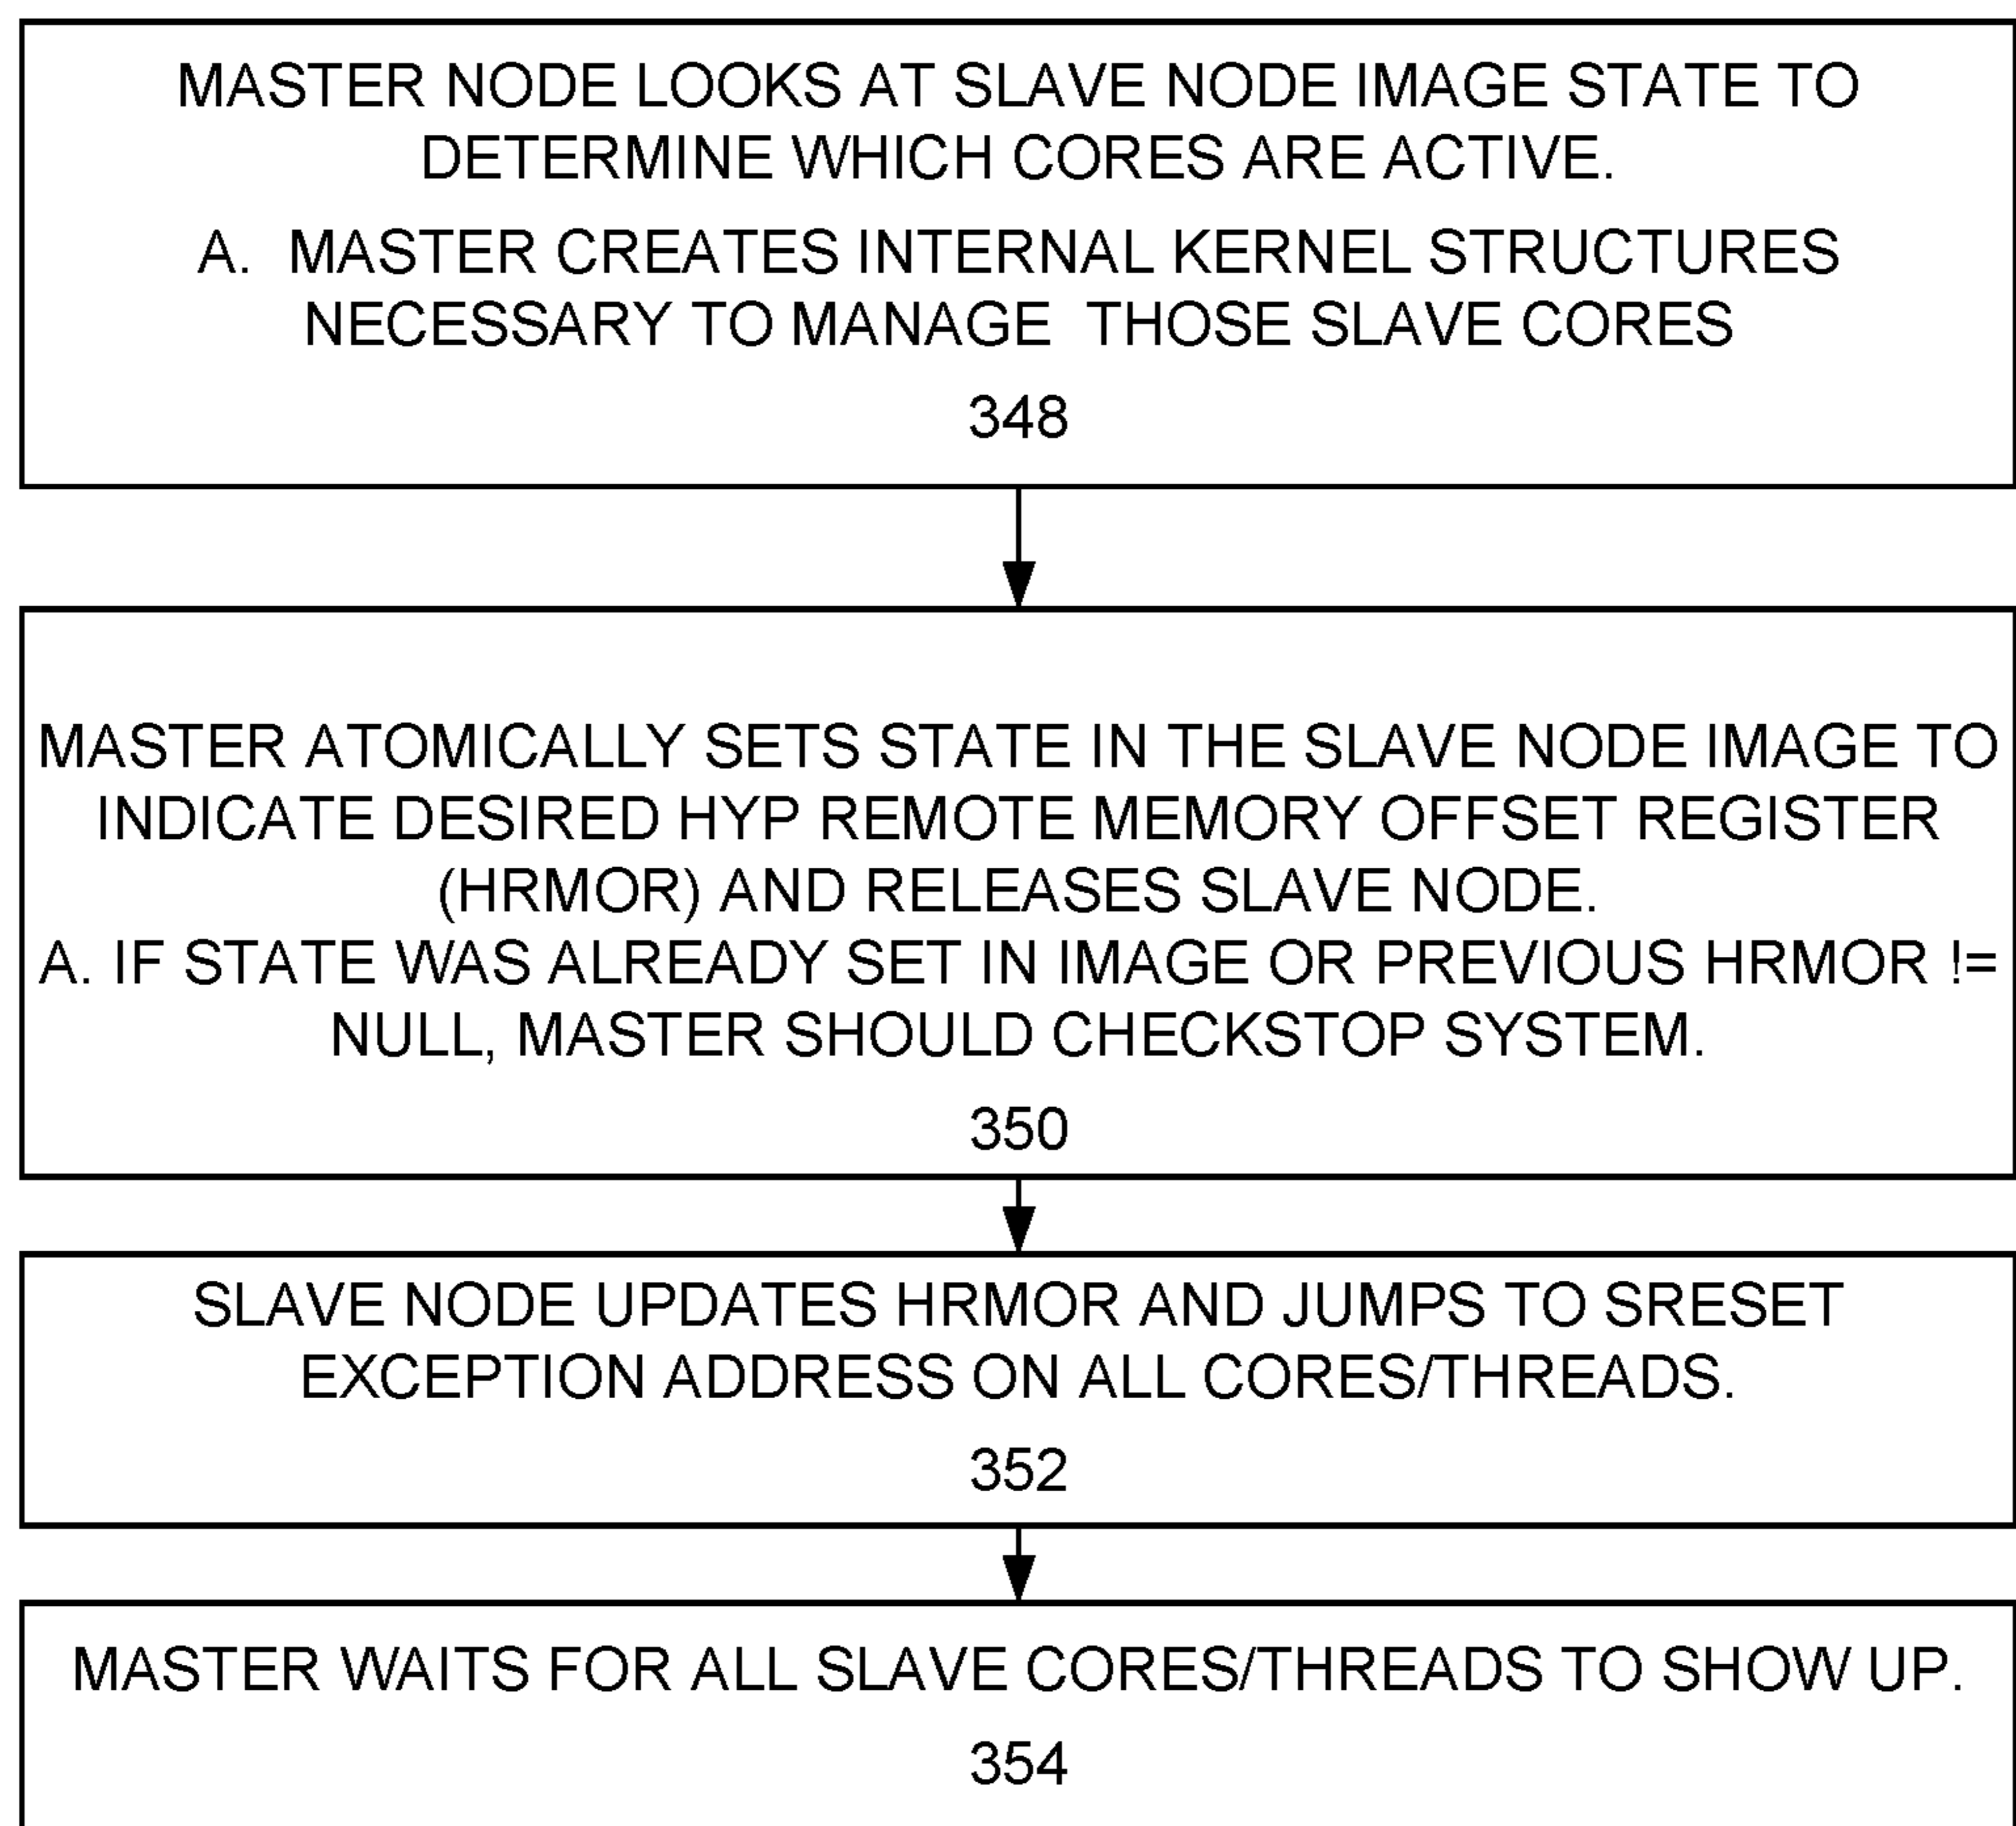 MASTER NODE LOOKS AT SLAVE NODE IMAGE STATE TO
DETERMINE WHICH CORES ARE ACTIVE.
A. MASTER CREATES INTERNAL KERNEL STRUCTURES
NECESSARY TO MANAGE THOSE SLAVE CORES
348
MASTER ATOMICALLY SETS STATE IN THE SLAVE NODE IMAGE TO
INDICATE DESIRED HYP REMOTE MEMORY OFFSET REGISTER
(HRMOR) AND RELEASES SLAVE NODE.
A. IF STATE WAS ALREADY SET IN IMAGE OR PREVIOUS HRMOR !=
NULL, MASTER SHOULD CHECKSTOP SYSTEM.
350
SLAVE NODE UPDATES HRMOR AND JUMPS TO SRESET
EXCEPTION ADDRESS ON ALL CORES/THREADS.
352
MASTER WAITS FOR ALL SLAVE CORES/THREADS TO SHOW UP.
354